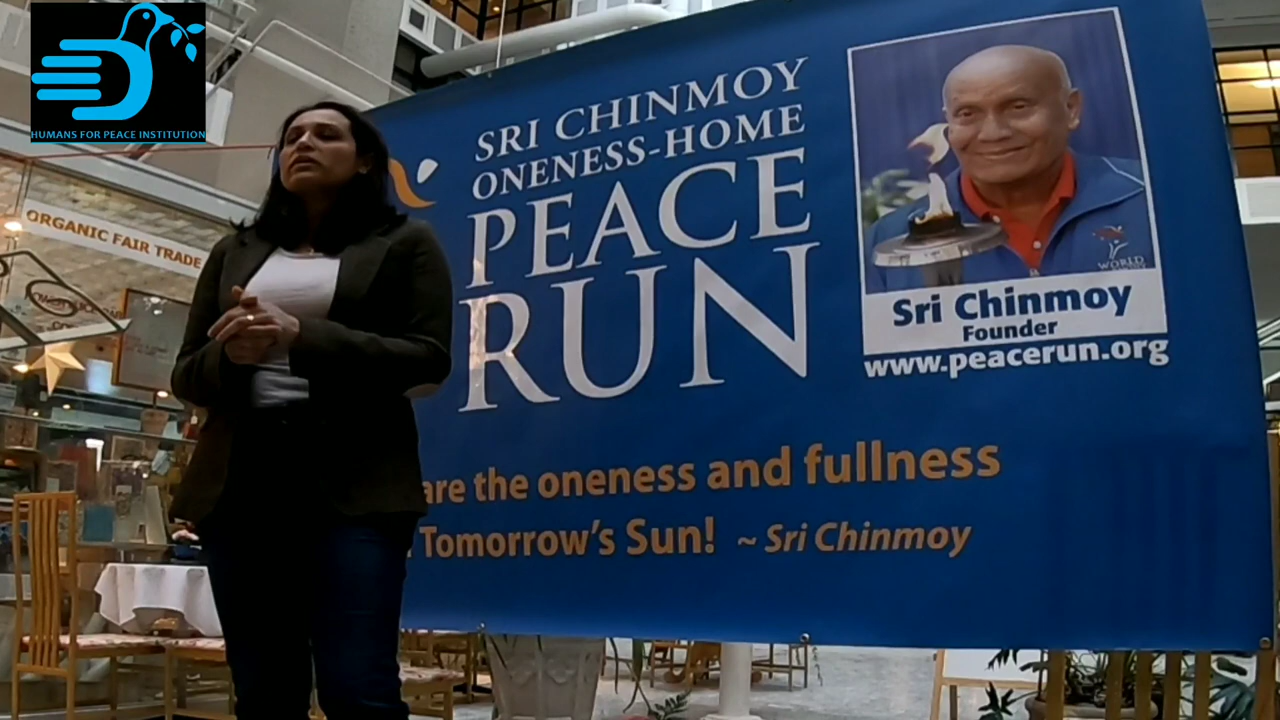 HUMANS FOR PEACE INSTITUTION
ORGANIC FAIR TRADE
SRI CHINMOY
ONENESS-HOME
PEACE
RUN
WORLD
Sri Chinmoy
Founder
www.peacerun.org
are the oneness and fullness
Tomorrow's Sun! ~ Sri Chinmoy